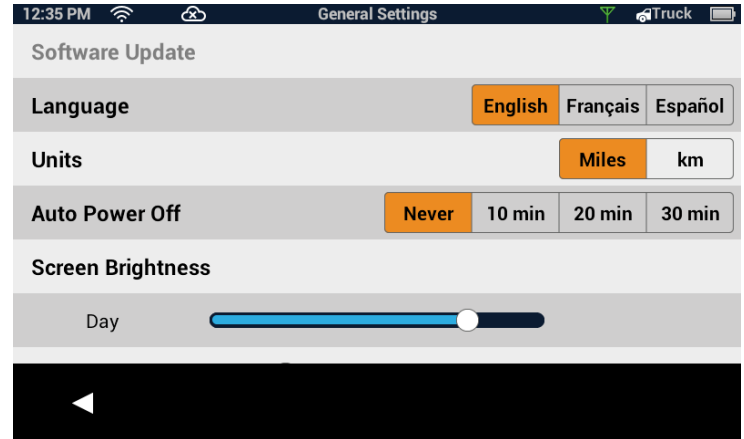 12:35 PM General Settings Truck
Software Update
Language English Français Español
Units Miles km
Auto Power Off Never 10 min 20 min 30 min
Screen Brightness
Day